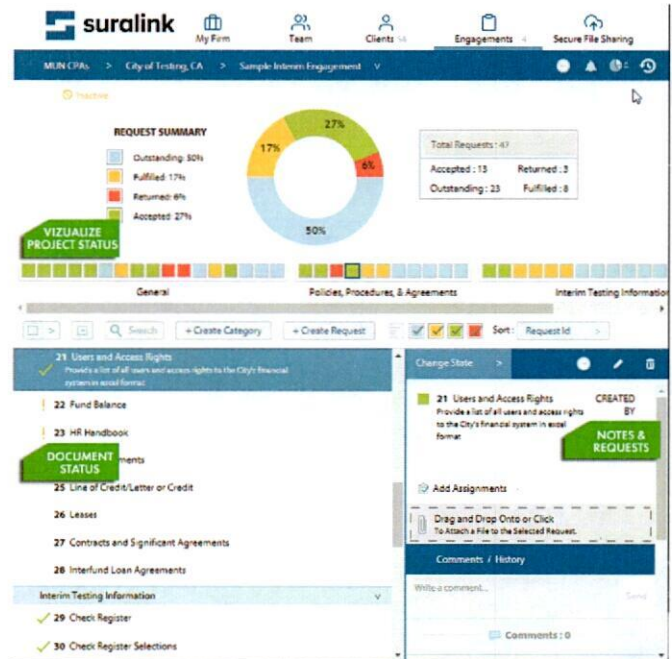 suralink
My Firm
Team
Clients 54
Engagements 4
Secure File Sharing
MUN CPAs > City of Testing, CA > Sample Interim Engagement v
Inactive
REQUEST SUMMARY
Outstanding: 50%
Fulfilled: 17%
Returned: 6%
Accepted: 27%
17%
27%
6%
50%
Total Requests : 47
Accepted : 13 Returned : 3
Outstanding : 23 Fulfilled : 8
VIZUALIZE
PROJECT STATUS
General
Policies, Procedures, & Agreements
Interim Testing Information
Search
+ Create Category
+ Create Request
Sort : Request Id >
21 Users and Access Rights
Provide a list of all users and access rights to the City's financial
system in excel format
22 Fund Balance
23 HR Handbook
DOCUMENT
STATUS
ments
25 Line of Credit/Letter or Credit
26 Leases
27 Contracts and Significant Agreements
28 Interfund Loan Agreements
Interim Testing Information v
29 Check Register
30 Check Register Selections
Change State >
21 Users and Access Rights
Provide a list of all users and access rights
to the City's financial system in excel
format
CREATED
BY
NOTES &
REQUESTS
Add Assignments
Drag and Drop Onto or Click
To Attach a File to the Selected Request.
Comments / History
Write a comment...
Send
Comments : 0